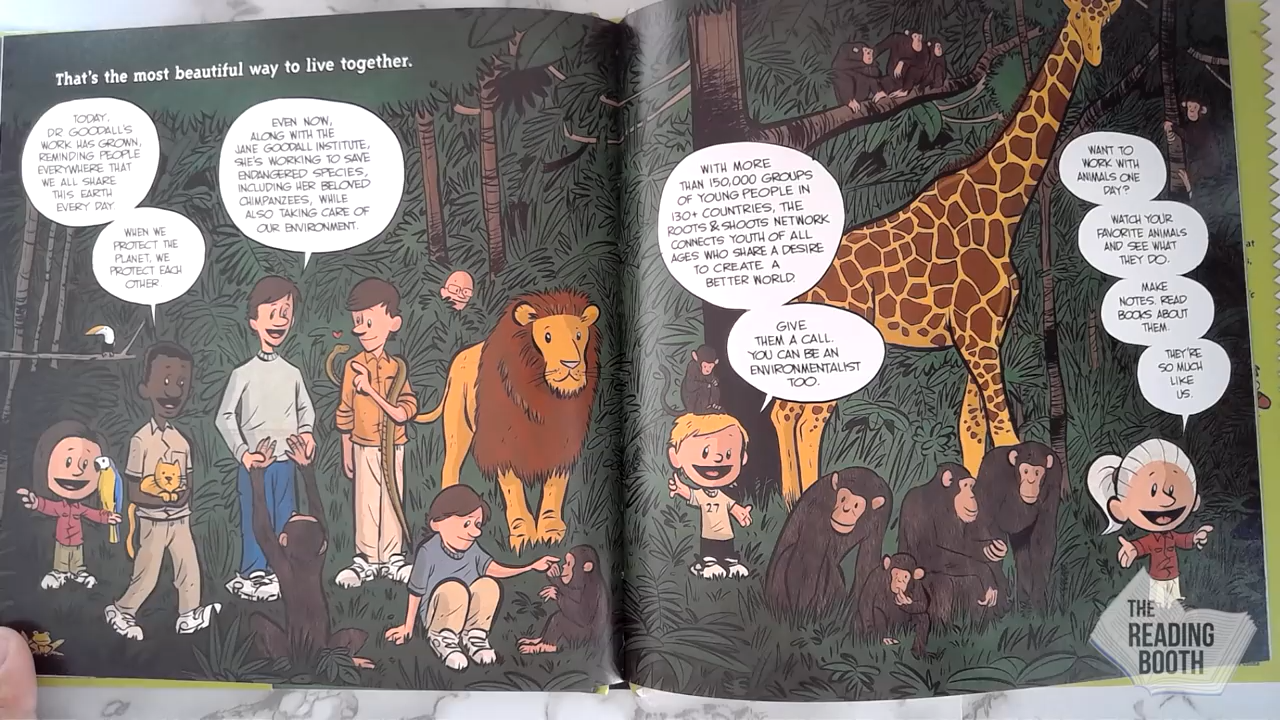 That's the most beautiful way to live together.
TODAY,
DR GOODALL'S
WORK HAS GROWN,
REMINDING PEOPLE
EVERYWHERE THAT
WE ALL SHARE
THIS EARTH
EVERY DAY.
WHEN WE
PROTECT THE
PLANET, WE
PROTECT EACH
OTHER.
EVEN NOW,
ALONG WITH THE
JANE GOODALL INSTITUTE,
SHE'S WORKING TO SAVE
ENDANGERED SPECIES,
INCLUDING HER BELOVED
CHIMPANZEES, WHILE
ALSO TAKING CARE OF
OUR ENVIRONMENT.
WITH MORE
THAN 150,000 GROUPS
OF YOUNG PEOPLE IN
130+ COUNTRIES, THE
ROOTS & SHOOTS NETWORK
CONNECTS YOUTH OF ALL
AGES WHO SHARE A DESIRE
TO CREATE A
BETTER WORLD.
GIVE
THEM A CALL.
YOU CAN BE AN
ENVIRONMENTALIST
TOO.
27
WANT TO
WORK WITH
ANIMALS ONE
DAY?
WATCH YOUR
FAVORITE ANIMALS
AND SEE WHAT
THEY DO.
MAKE
NOTES. READ
BOOKS ABOUT
THEM.
THEY'RE
SO MUCH
LIKE
US.
THE
READING
BOOTH